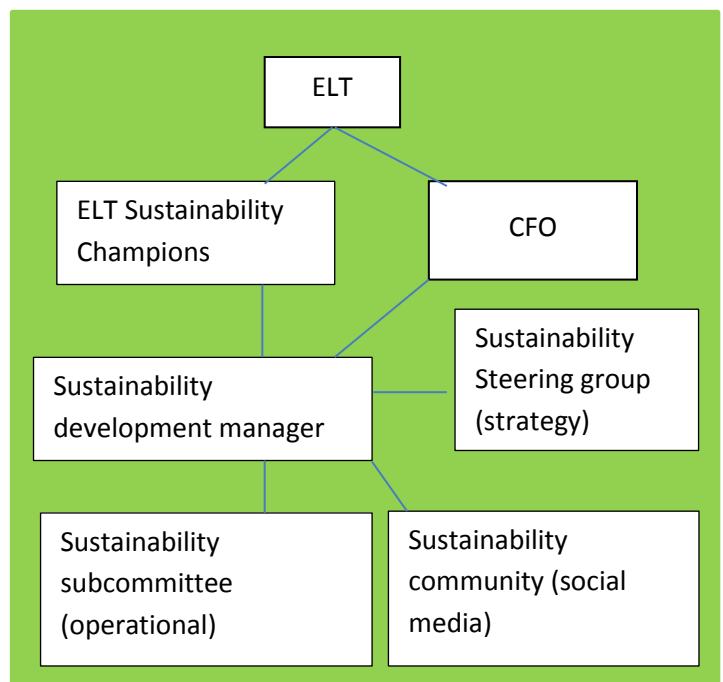 ELT
ELT Sustainability
Champions
CFO
Sustainability
Steering group
(strategy)
Sustainability
development manager
Sustainability
subcommittee
(operational)
Sustainability
community (social
media)